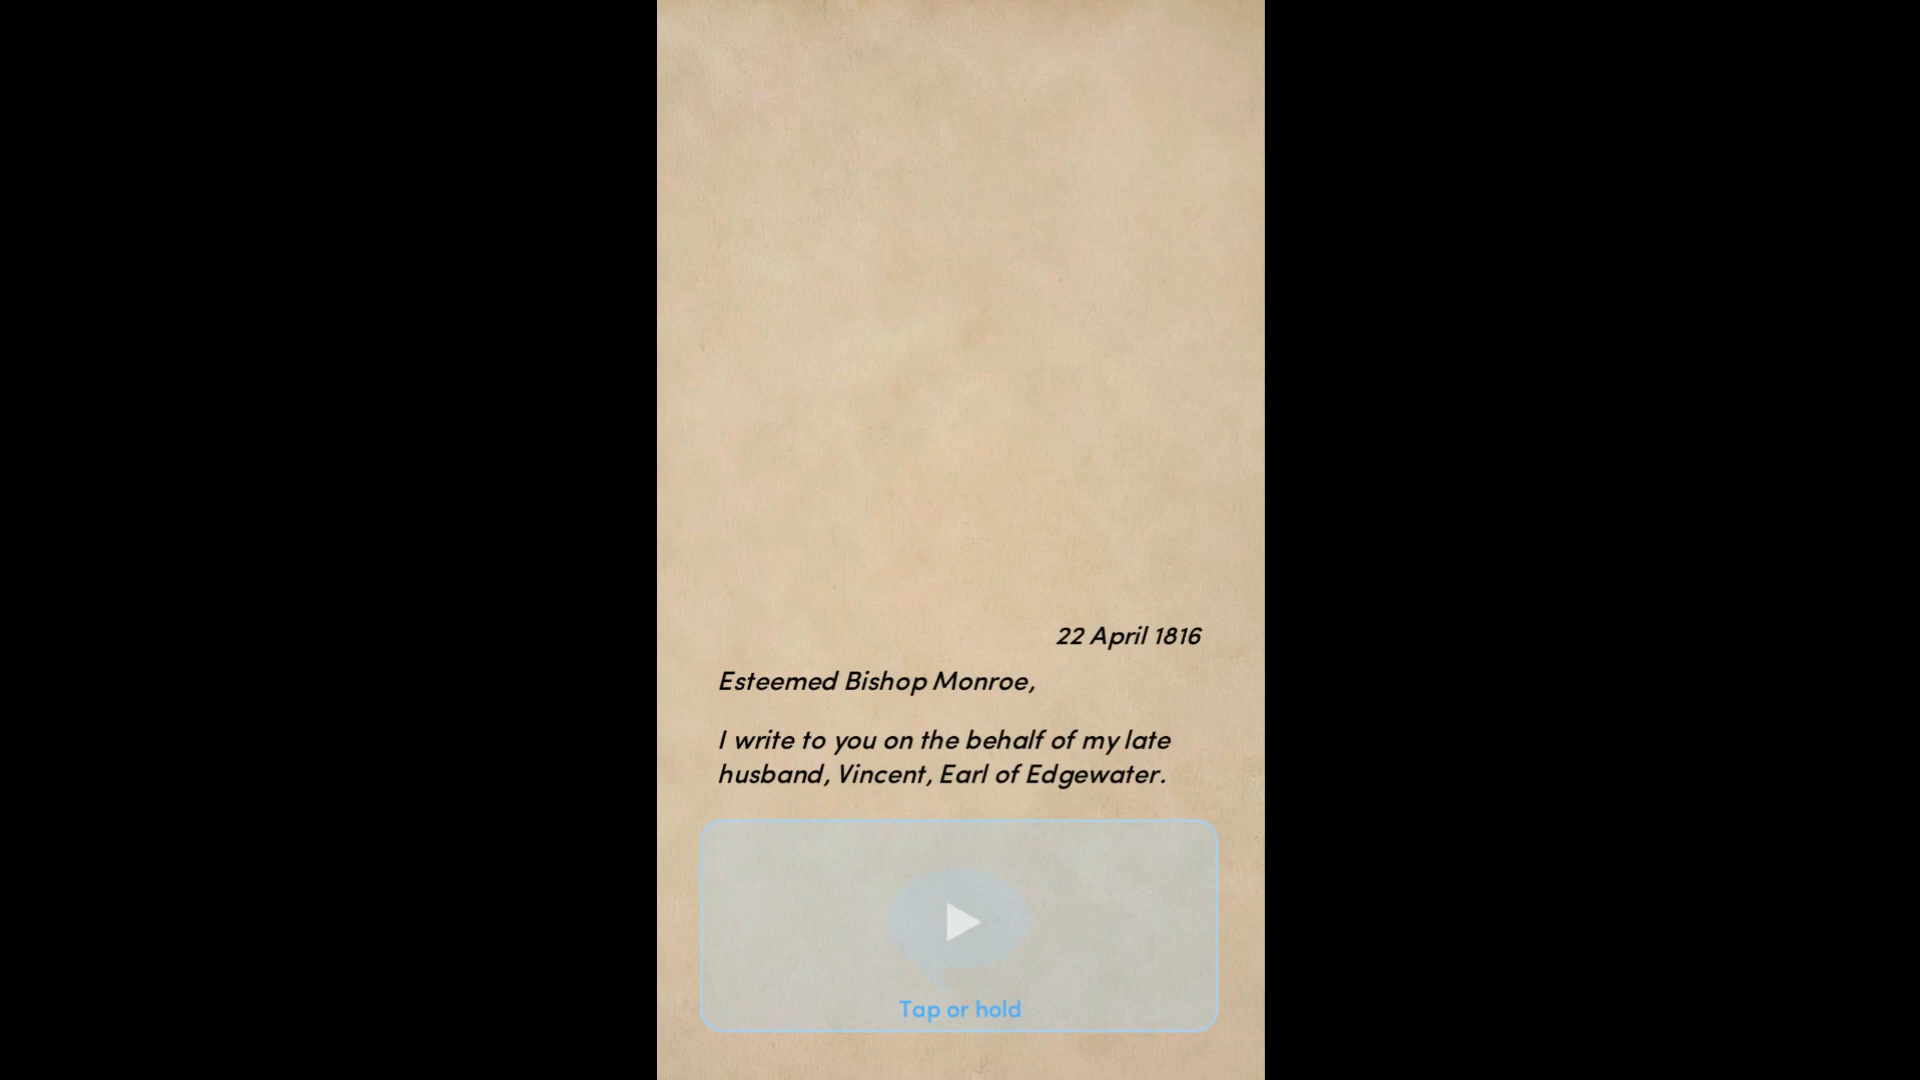 22 April 1816
Esteemed Bishop Monroe,
I write to you on the behalf of my late
husband, Vincent, Earl of Edgewater.
Tap or hold